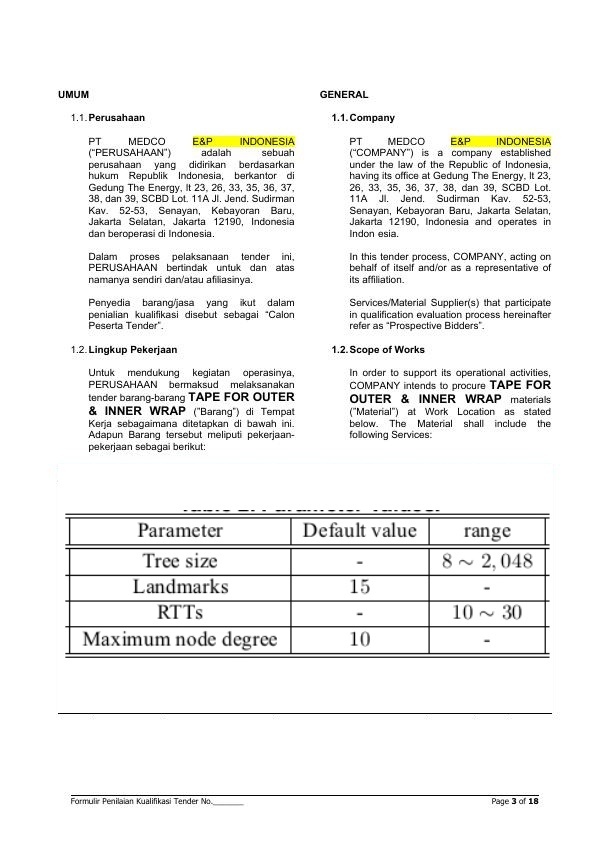 UMUM
1.1. Perusahaan
PT MEDCO E&P INDONESIA
("PERUSAHAAN") adalah sebuah
perusahaan yang didirikan berdasarkan
hukum Republik Indonesia, berkantor di
Gedung The Energy, lt 23, 26, 33, 35, 36, 37,
38, dan 39, SCBD Lot. 11A Jl. Jend. Sudirman
Kav. 52-53, Senayan, Kebayoran Baru,
Jakarta Selatan, Jakarta 12190, Indonesia
dan beroperasi di Indonesia.
Dalam proses pelaksanaan tender ini,
PERUSAHAAN bertindak untuk dan atas
namanya sendiri dan/atau afiliasinya.
Penyedia barang/jasa yang ikut dalam
penialian kualifikasi disebut sebagai "Calon
Peserta Tender".
1.2. Lingkup Pekerjaan
Untuk mendukung kegiatan operasinya,
PERUSAHAAN bermaksud melaksanakan
tender barang-barang TAPE FOR OUTER
& INNER WRAP ("Barang") di Tempat
Kerja sebagaimana ditetapkan di bawah ini.
Adapun Barang tersebut meliputi pekerjaan-
pekerjaan sebagai berikut:
GENERAL
1.1. Company
PT MEDCO E&P INDONESIA
("COMPANY") is a company established
under the law of the Republic of Indonesia,
having its office at Gedung The Energy, lt 23,
26, 33, 35, 36, 37, 38, dan 39, SCBD Lot.
11A Jl. Jend. Sudirman Kav. 52-53,
Senayan, Kebayoran Baru, Jakarta Selatan,
Jakarta 12190, Indonesia and operates in
Indon esia.
In this tender process, COMPANY, acting on
behalf of itself and/or as a representative of
its affiliation.
Services/Material Supplier(s) that participate
in qualification evaluation process hereinafter
refer as "Prospective Bidders".
1.2. Scope of Works
In order to support its operational activities,
COMPANY intends to procure TAPE FOR
OUTER & INNER WRAP materials
("Material") at Work Location as stated
below. The Material shall include the
following Services:
Parameter Default value range
Tree size - 8 ∼ 2,048
Landmarks 15 -
RTTs - 10 ∼ 30
Maximum node degree 10 -
Formulir Penilaian Kualifikasi Tender No._______ Page 3 of 18